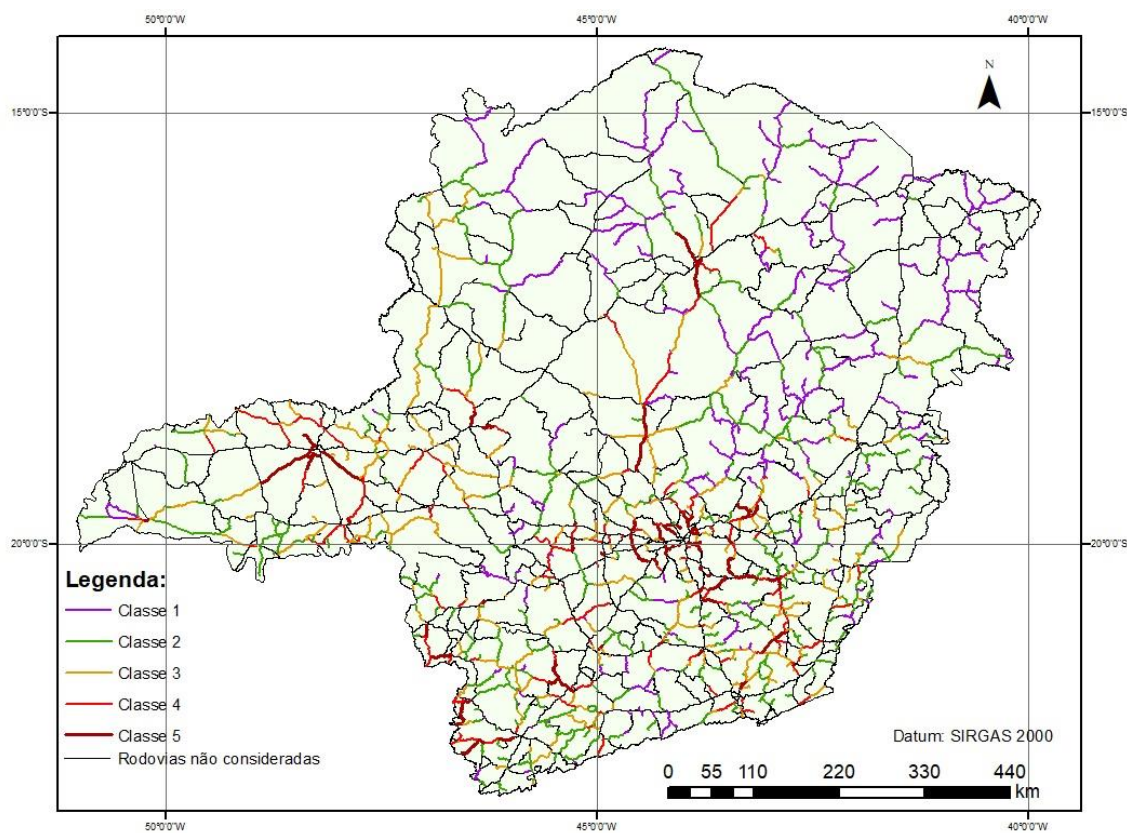 50°0'0"W 45°0'0"W 40°0'0"W
N
15°0'0"S 15°0'0"S
20°0'0"S 20°0'0"S
Legenda:
Classe 1
Classe 2
Classe 3
Classe 4
Classe 5
Rodovias não consideradas
Datum: SIRGAS 2000
0 55 110 220 330 440
km
50°0'0"W 45°0'0"W 40°0'0"W